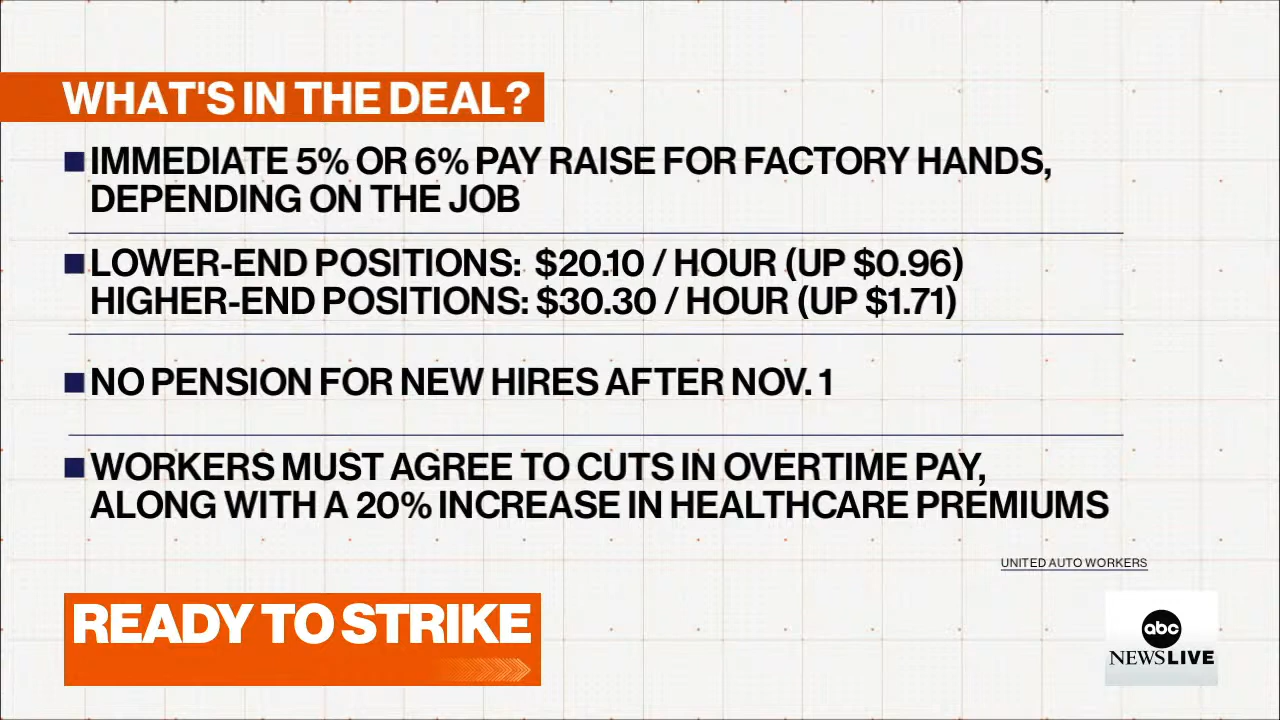 WHAT'S IN THE DEAL?
IMMEDIATE 5% OR 6% PAY RAISE FOR FACTORY HANDS,
DEPENDING ON THE JOB
LOWER-END POSITIONS: $20.10 / HOUR (UP $0.96)
HIGHER-END POSITIONS: $30.30 / HOUR (UP $1.71)
NO PENSION FOR NEW HIRES AFTER NOV. 1
WORKERS MUST AGREE TO CUTS IN OVERTIME PAY,
ALONG WITH A 20% INCREASE IN HEALTHCARE PREMIUMS
UNITED AUTO WORKERS
READY TO STRIKE
abc
NEWSLIVE